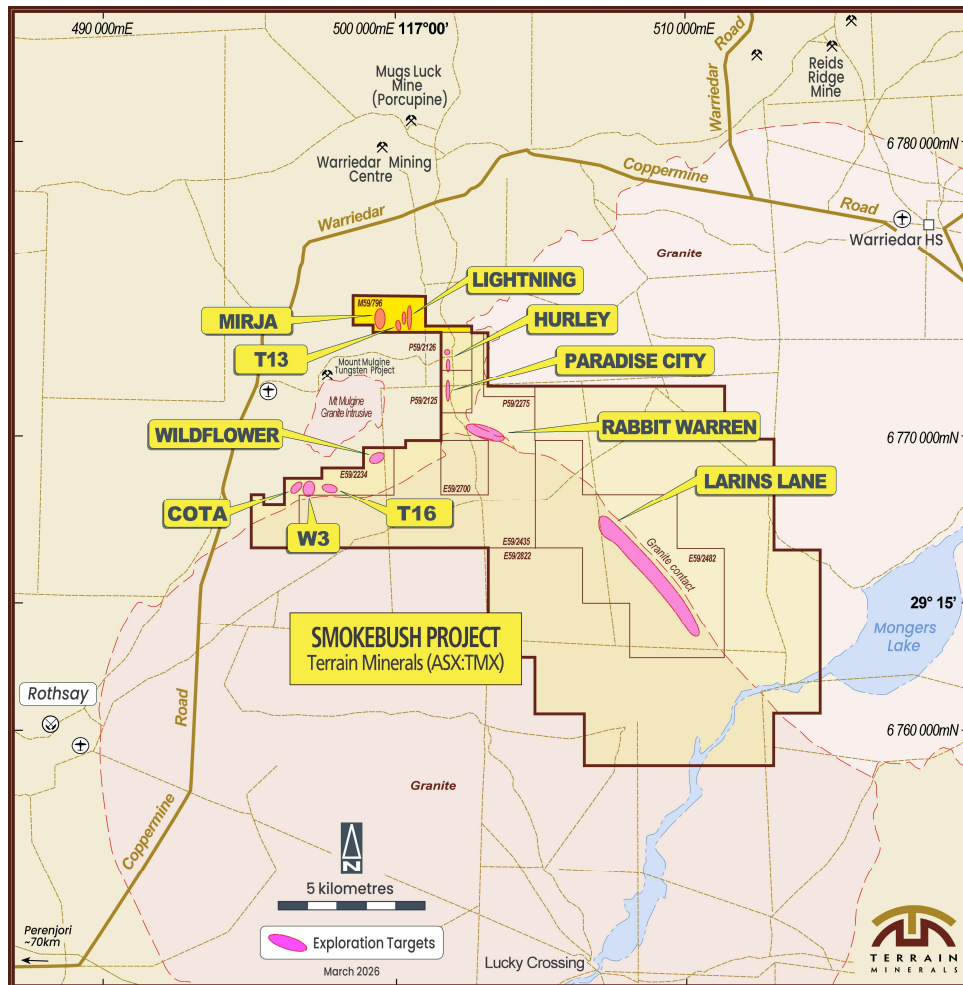 490 000mE
500 000mE
117°00'
510 000mE
Road
Warriedar
Mugs Luck
Mine
(Porcupine)
Reids
Ridge
Mine
6 780 000mN
Warriedar Mining
Centre
Coppermine
Warriedar
Road
Warriedar HS
Granite
LIGHTNING
M59/796
MIRJA
HURLEY
T13
P59/2126
PARADISE CITY
Mount Mulgine
Tungsten Project
P59/2125
P59/2275
Mt Mulgine
Granite Intrusive
RABBIT WARREN
WILDFLOWER
6 770 000mN
E59/2234
E59/2700
LARINS LANE
COTA
T16
W3
E59/2435
E59/2822
Granite contact
E59/2482
29° 15'
SMOKEBUSH PROJECT
Terrain Minerals (ASX:TMX)
Mongers
Lake
Rothsay
Road
6 760 000mN
Granite
Coppermine
N
5 kilometres
Exploration Targets
Perenjori
~70km
March 2026
Lucky Crossing
TERRAIN
MINERALS